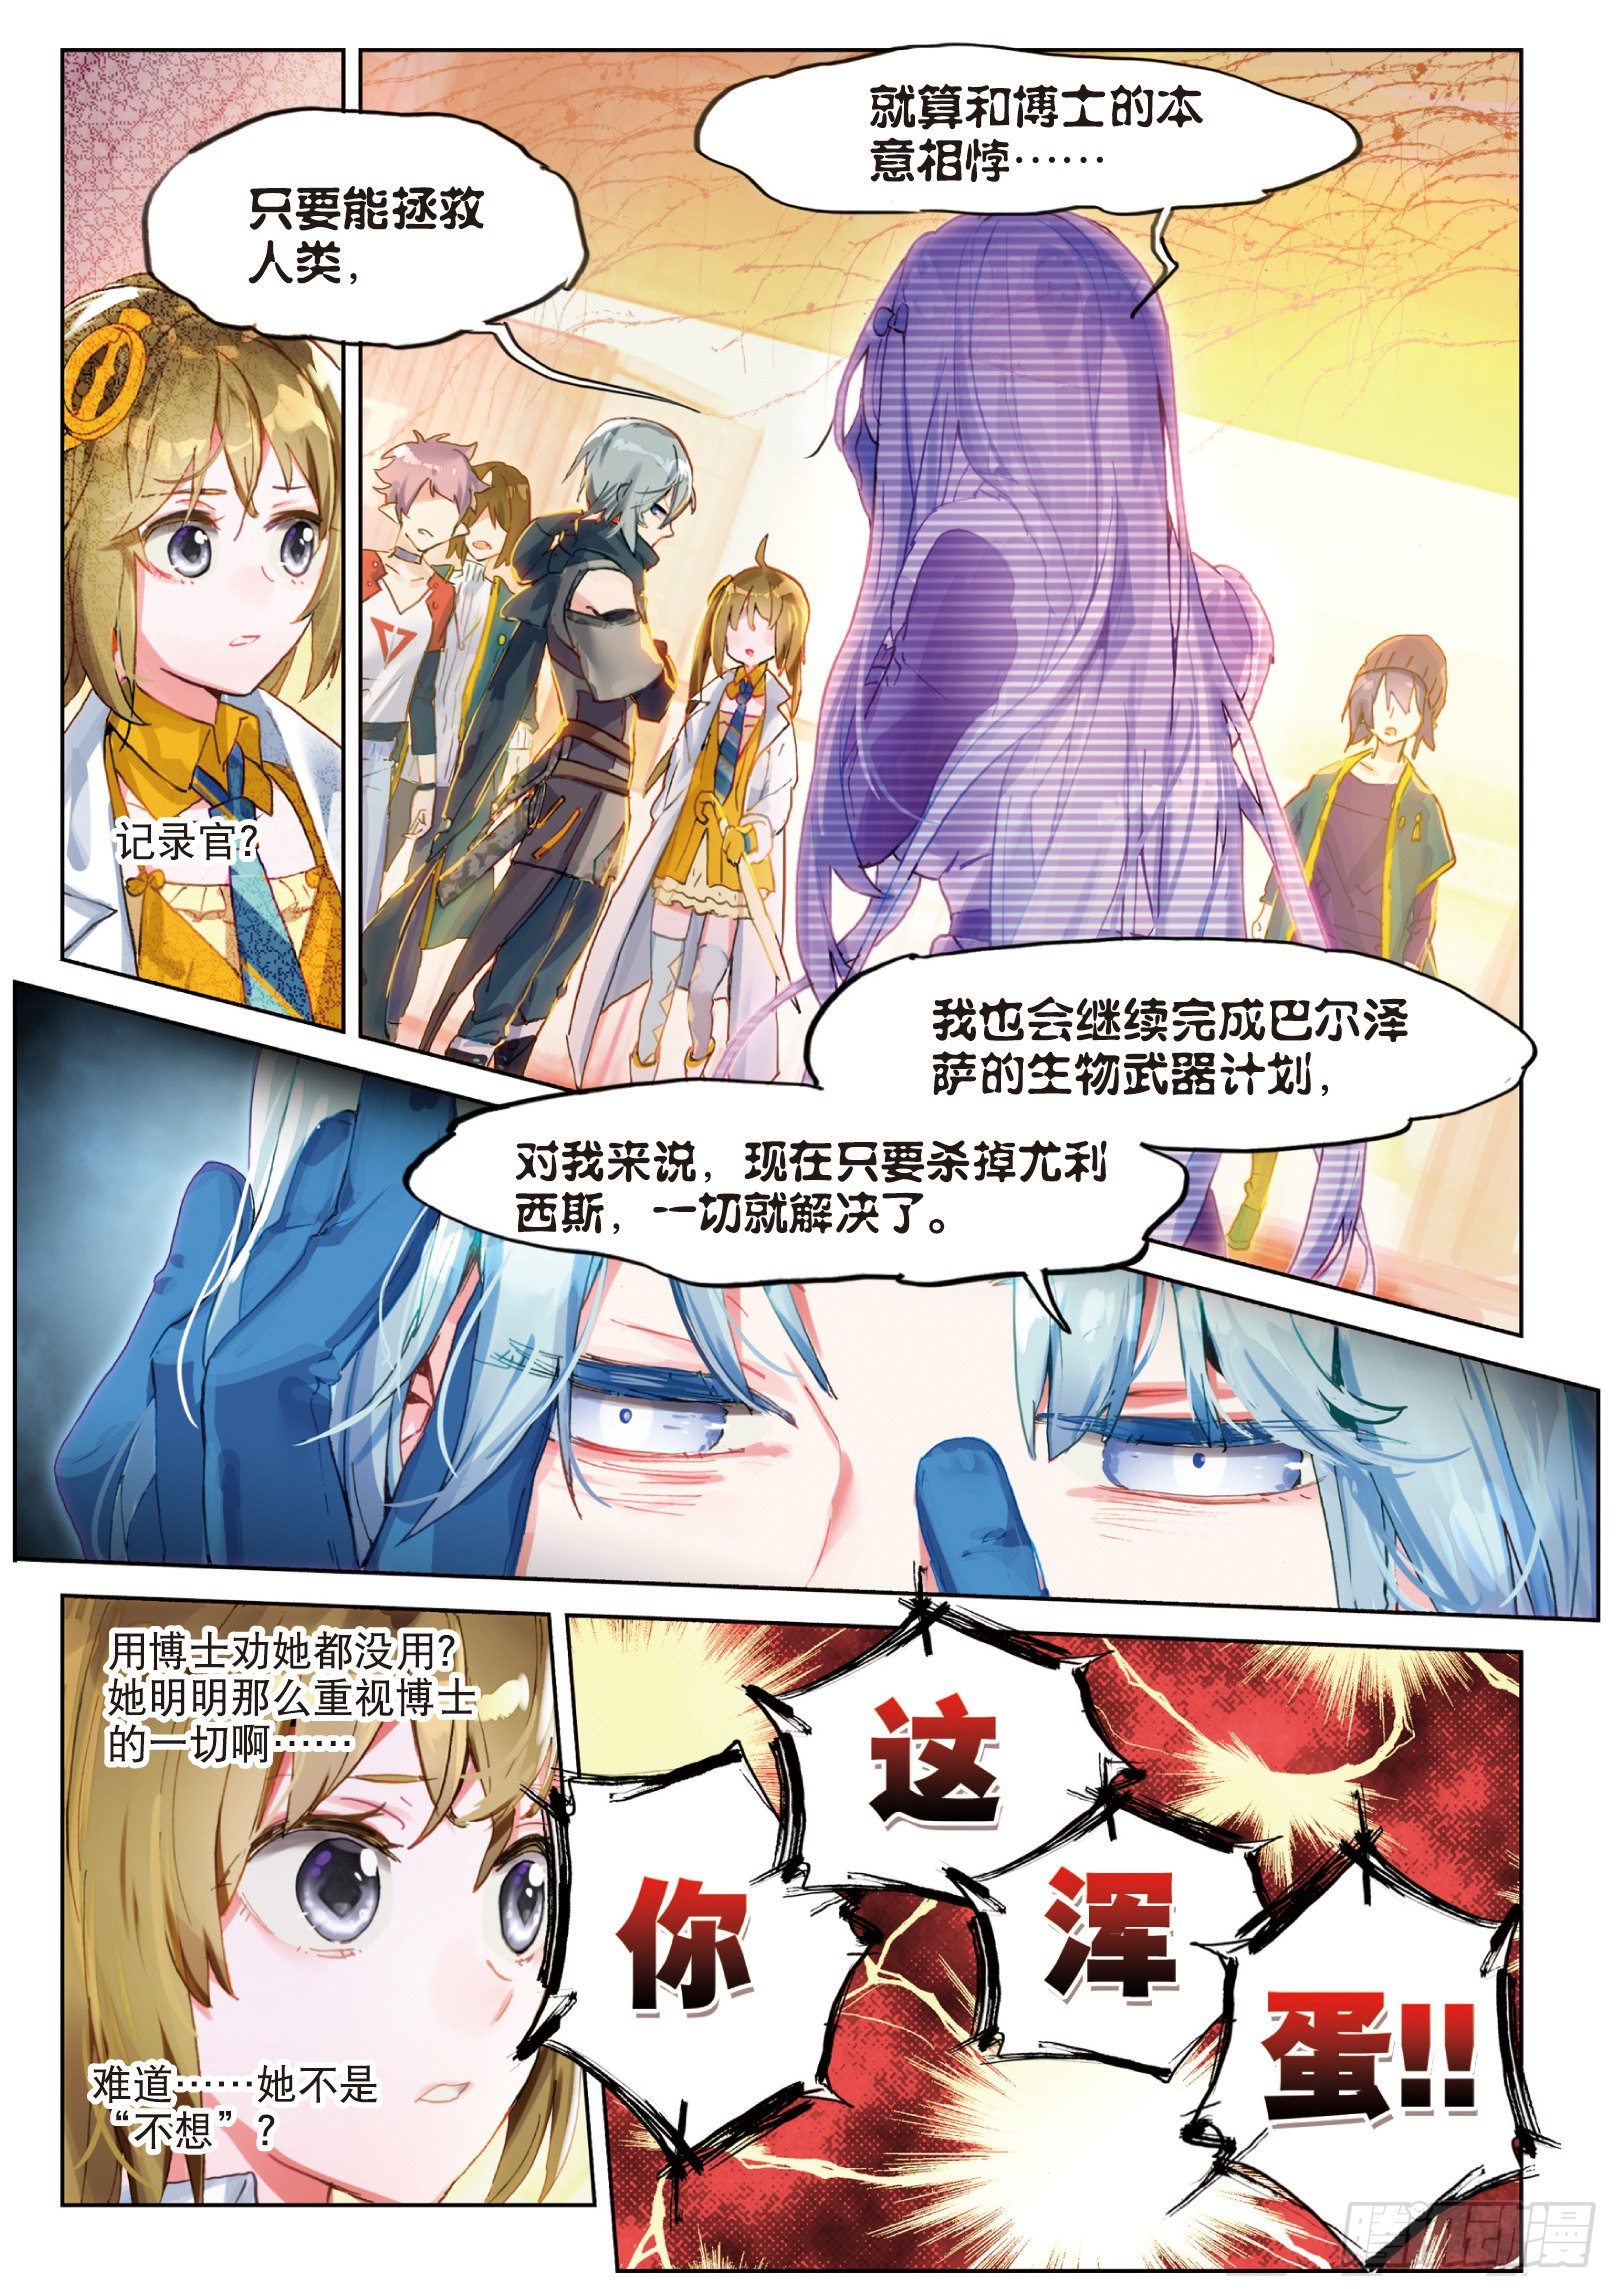 只要能拯救
人类，
就算和博士的本
意相悖……
记录官？
我也会继续完成巴尔泽
萨的生物武器计划，
对我来说，现在只要杀掉尤利
西斯，一切就解决了。
用博士劝她都没用？
她明明那么重视博士
的一切啊……
难道……她不是
“不想”？
你
这
浑
蛋!!
腾讯动漫